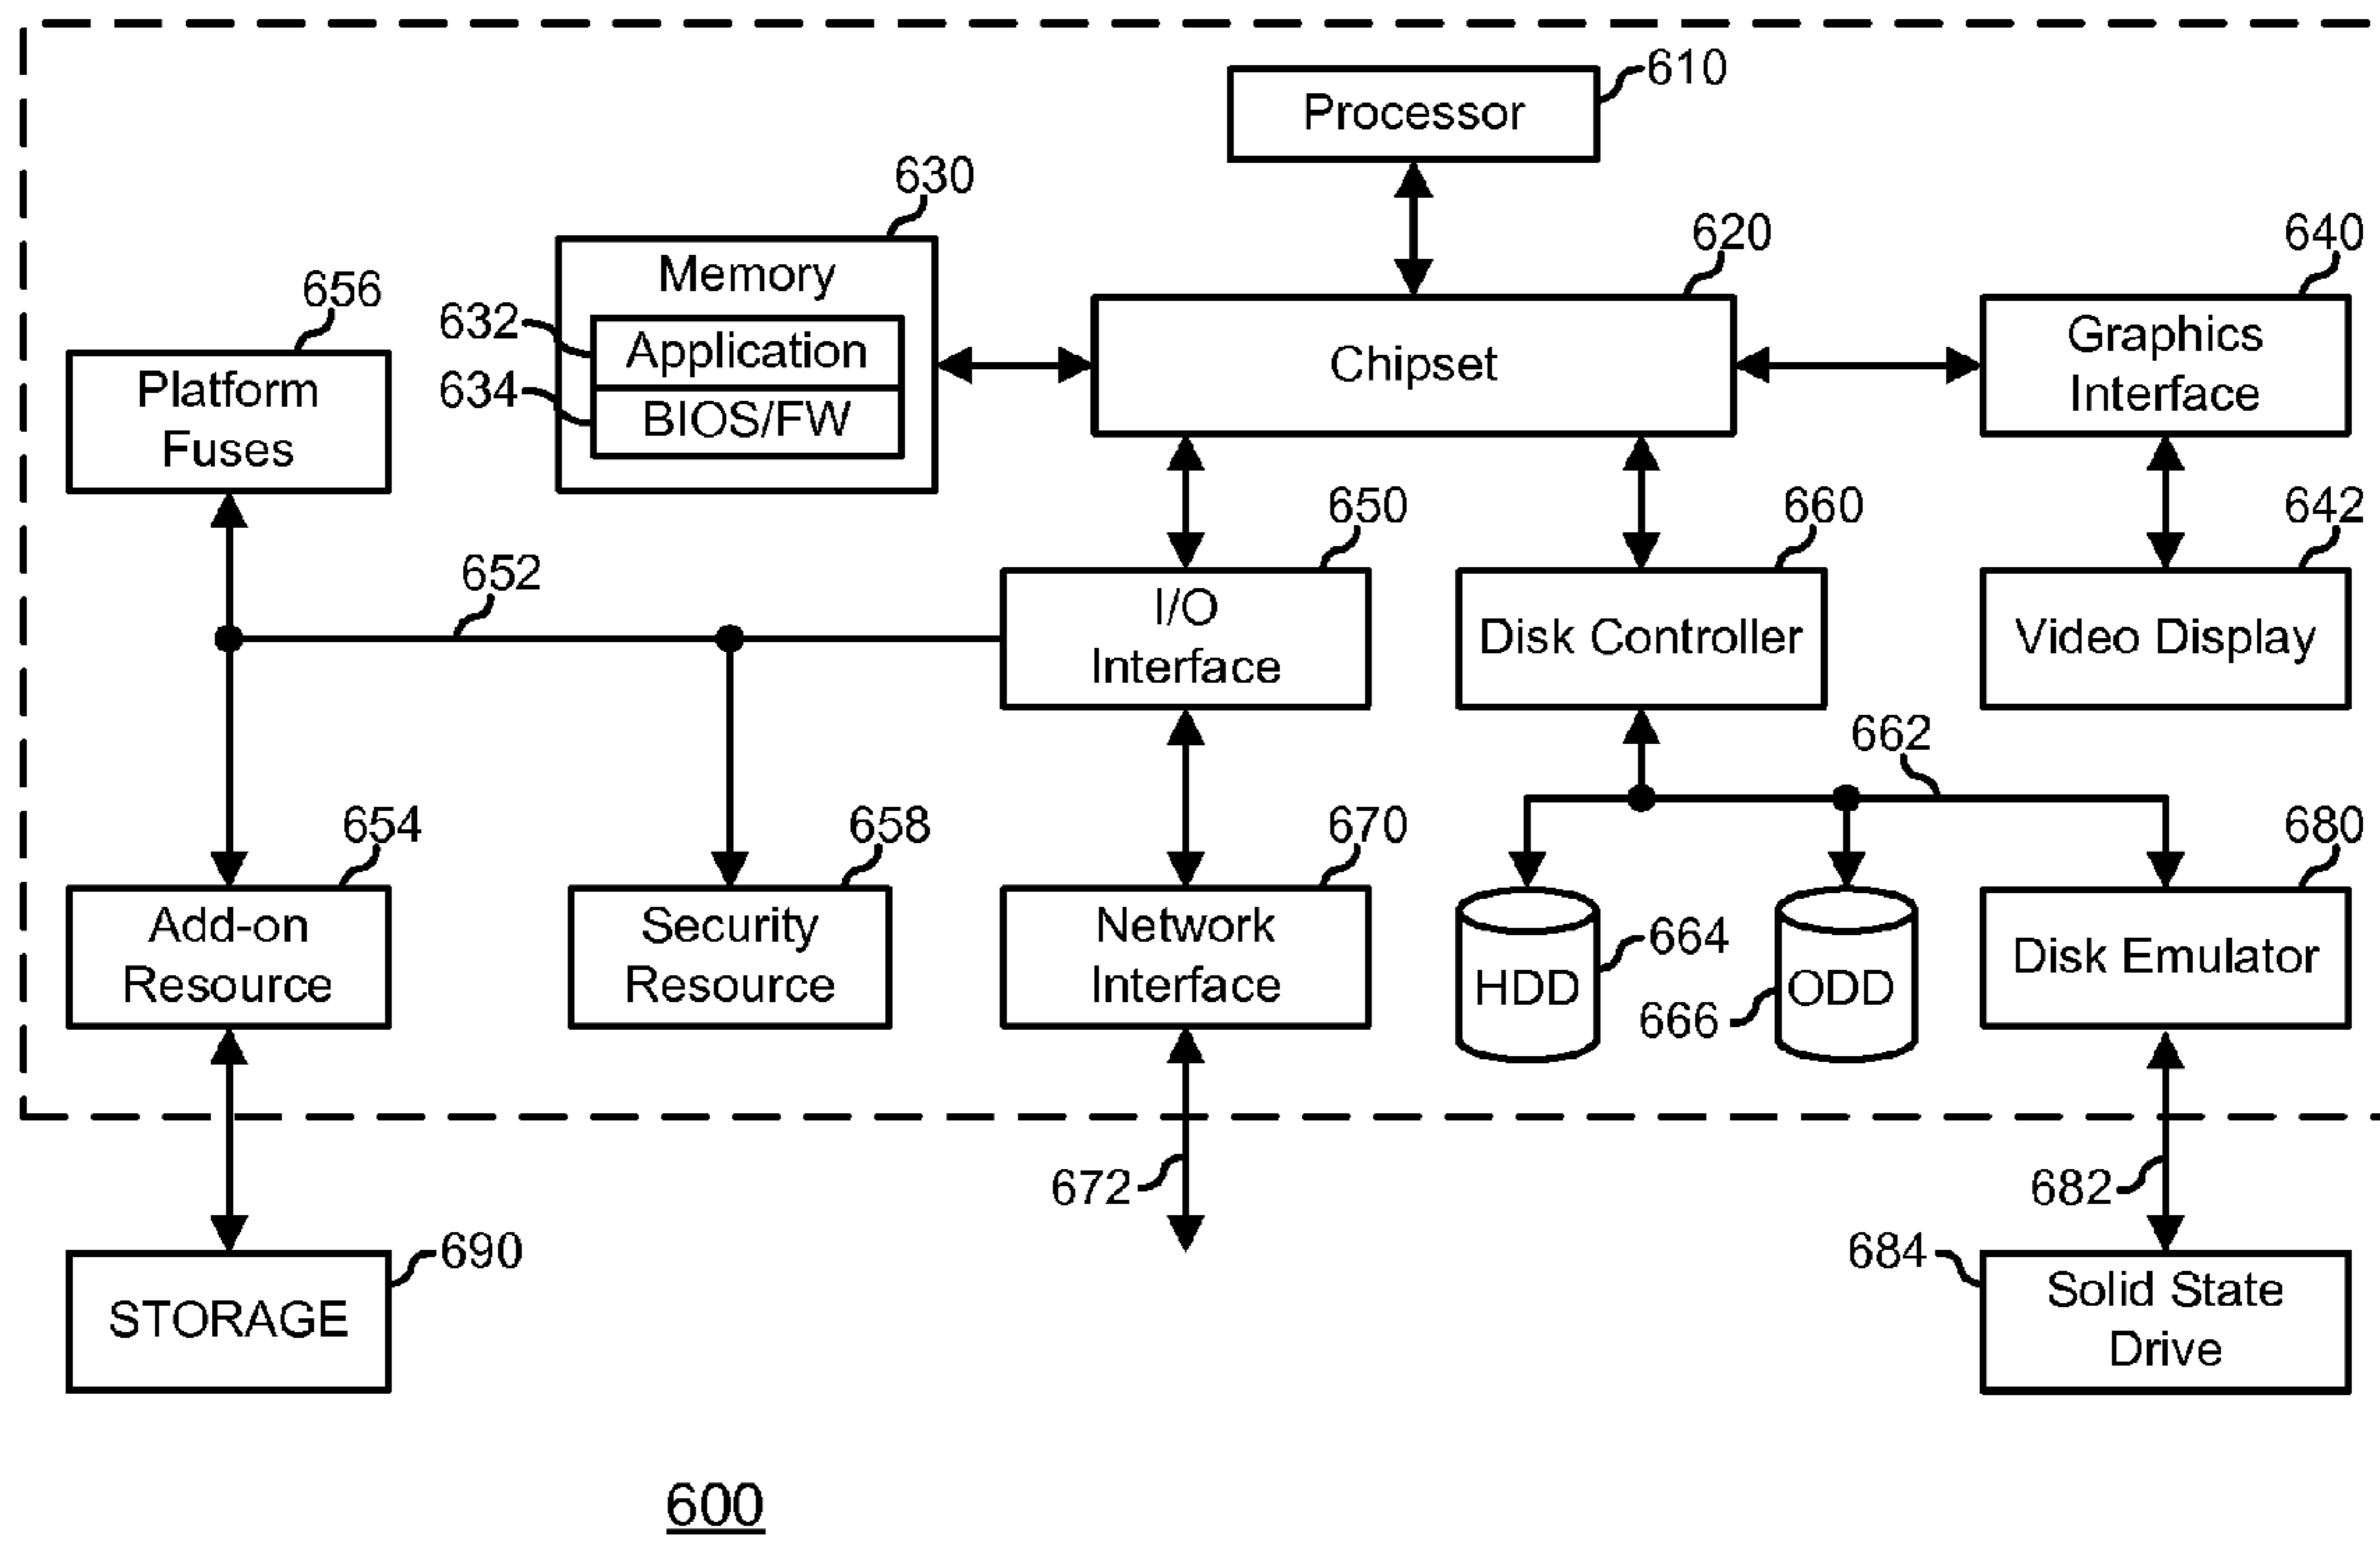 610
Processor
630
620
640
Memory
656
632
Application
Chipset
Graphics
Interface
634
BIOS/FW
Platform
Fuses
650
660
642
652
I/O
Interface
Disk Controller
Video Display
662
654
658
670
680
Add-on
Resource
Security
Resource
Network
Interface
HDD
664
666
ODD
Disk Emulator
672
682
690
STORAGE
684
Solid State
Drive
600